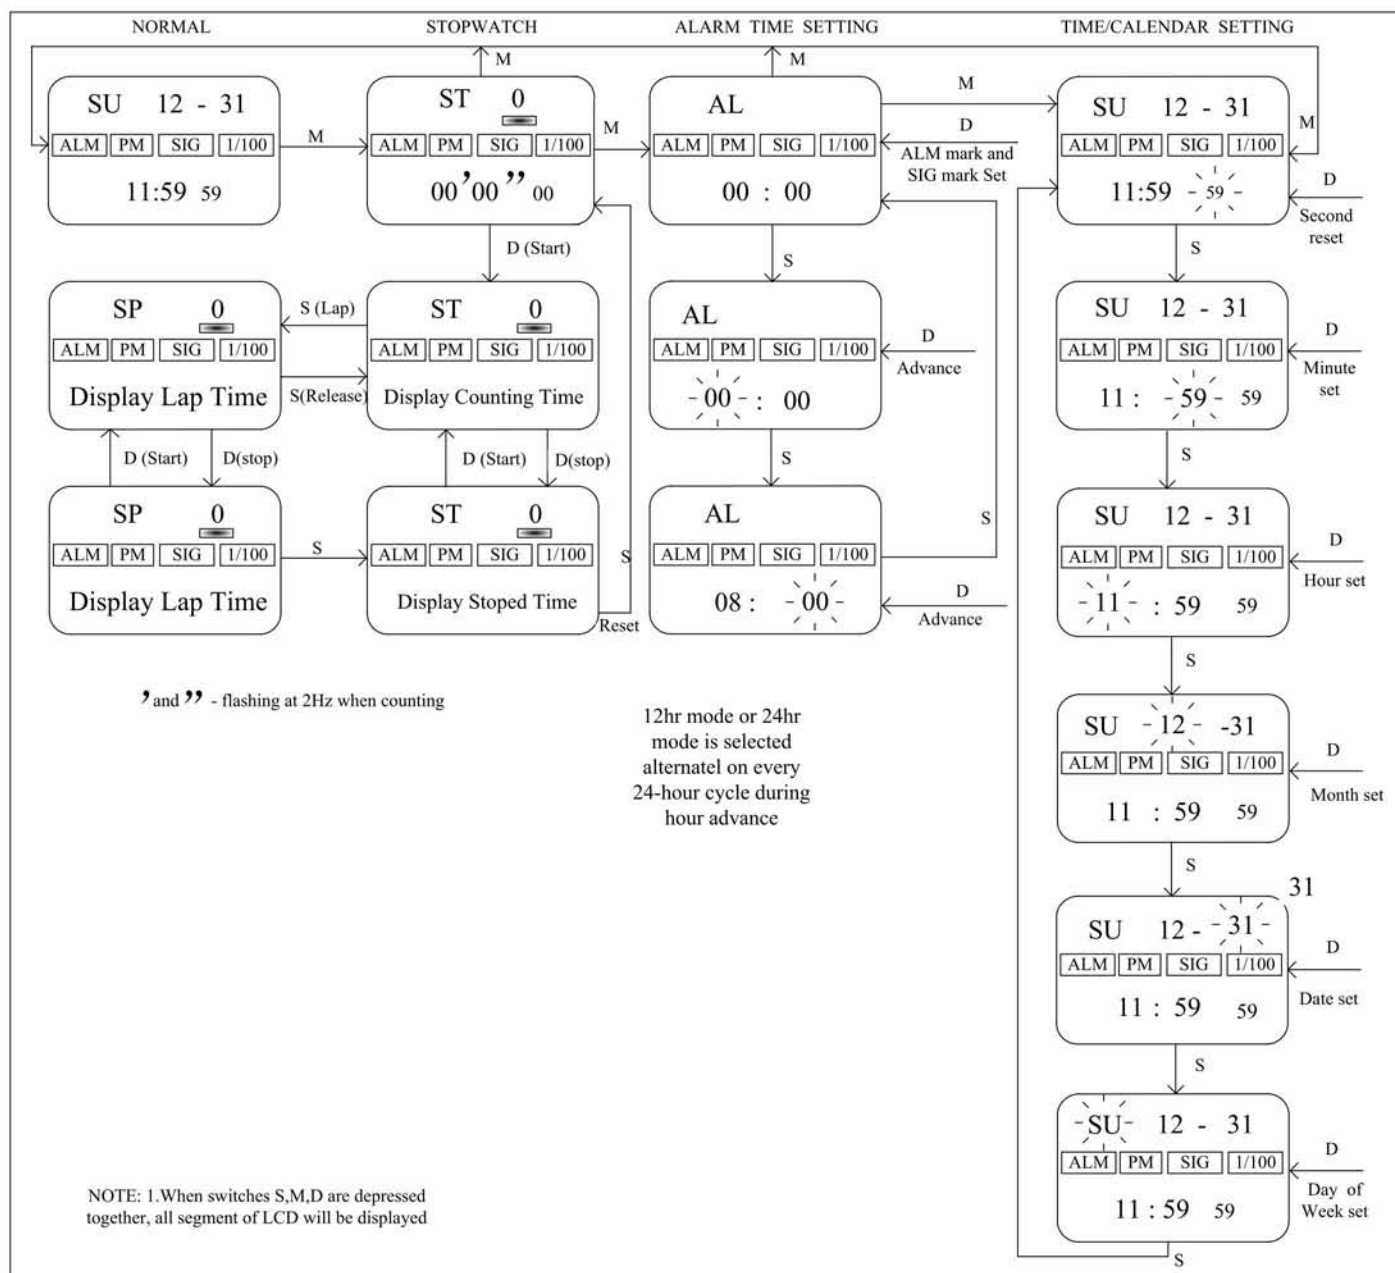 NORMAL
STOPWATCH
ALARM TIME SETTING
TIME/CALENDAR SETTING
M
M
SU 12 - 31
ALM PM SIG 1/100
11:59 59
M
ST 0
ALM PM SIG 1/100
00 ’ 00 ” 00
M
AL
ALM PM SIG 1/100
00 : 00
M
D
ALM mark and
SIG mark Set
SU 12 - 31
ALM PM SIG 1/100
11:59 - 59 -
M
D
Second
reset
D (Start)
S
S
SP 0
ALM PM SIG 1/100
Display Lap Time
S (Lap)
S(Release)
ST 0
ALM PM SIG 1/100
Display Counting Time
AL
ALM PM SIG 1/100
- 00 - : 00
D
Advance
SU 12 - 31
ALM PM SIG 1/100
11 : - 59 - 59
D
Minute
set
D (Start)
D(stop)
D (Start)
D(stop)
S
S
SP 0
ALM PM SIG 1/100
Display Lap Time
S
ST 0
ALM PM SIG 1/100
Display Stoped Time
S
Reset
AL
ALM PM SIG 1/100
08 : - 00 -
S
D
Advance
SU 12 - 31
ALM PM SIG 1/100
- 11 - : 59 59
D
Hour set
S
’ and ” - flashing at 2Hz when counting
12hr mode or 24hr
mode is selected
alternatel on every
24-hour cycle during
hour advance
SU - 12 - -31
ALM PM SIG 1/100
11 : 59 59
D
Month set
S
31
SU 12 - - 31 -
ALM PM SIG 1/100
11 : 59 59
D
Date set
S
- SU - 12 - 31
ALM PM SIG 1/100
11 : 59 59
D
Day of
Week set
S
NOTE: 1.When switches S,M,D are depressed
together, all segment of LCD will be displayed